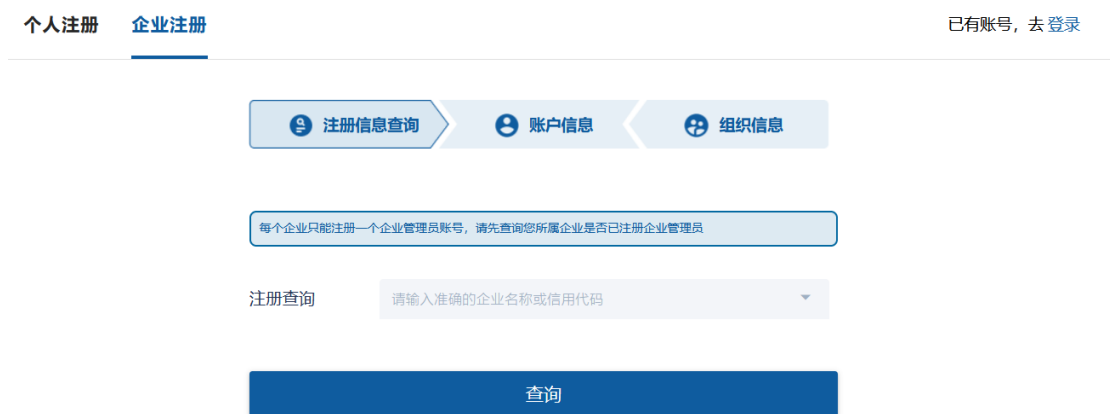 个人注册 企业注册 已有账号，去 登录
注册信息查询 账户信息 组织信息
每个企业只能注册一个企业管理员账号，请先查询您所属企业是否已注册企业管理员
注册查询 请输入准确的企业名称或信用代码
查询